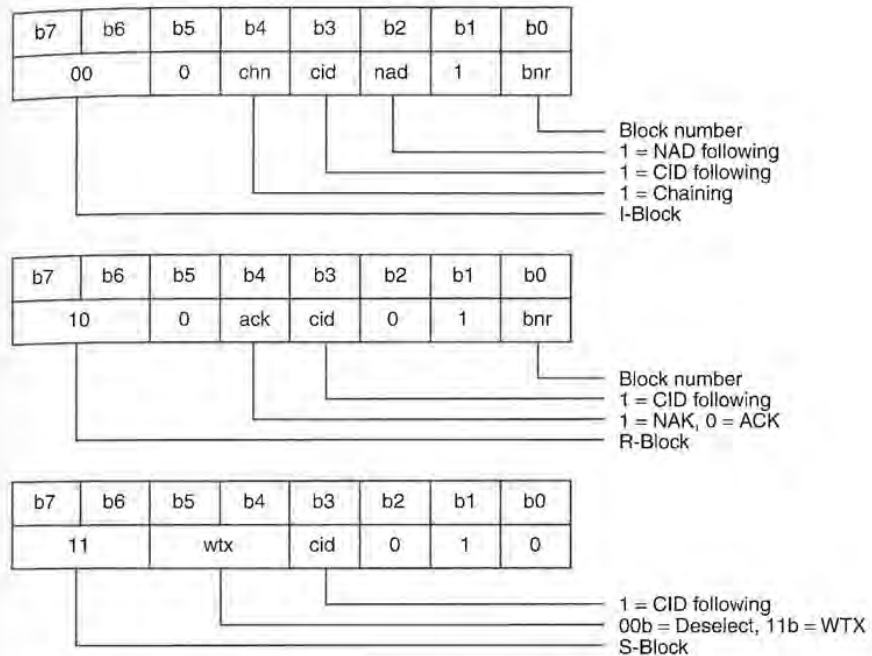 b7 b6 b5 b4 b3 b2 b1 b0
00 0 chn cid nad 1 bnr
Block number
1 = NAD following
1 = CID following
1 = Chaining
I-Block
b7 b6 b5 b4 b3 b2 b1 b0
10 0 ack cid 0 1 bnr
Block number
1 = CID following
1 = NAK, 0 = ACK
R-Block
b7 b6 b5 b4 b3 b2 b1 b0
11 wtx cid 0 1 0
1 = CID following
00b = Deselect, 11b = WTX
S-Block